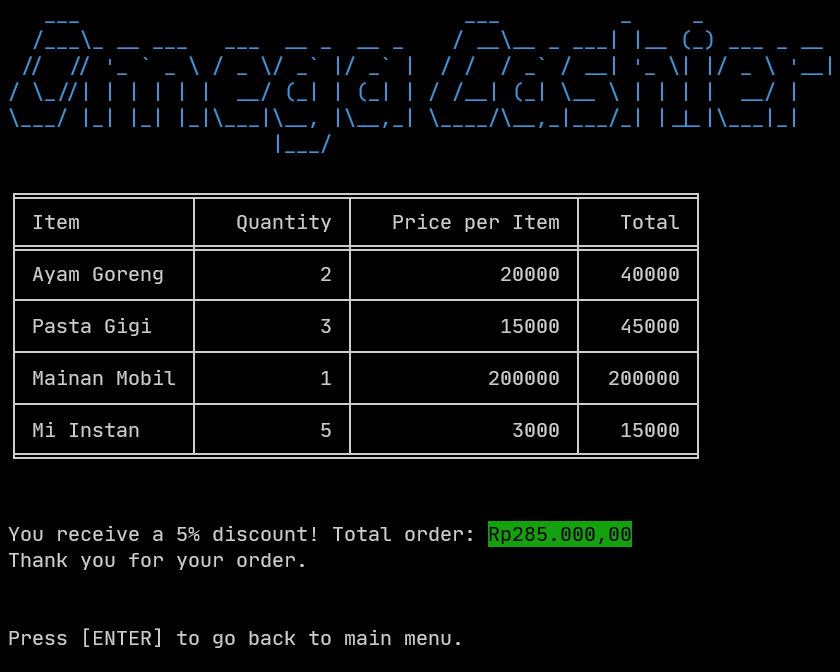 Omega Cashier
Item Quantity Price per Item Total
Ayam Goreng 2 20000 40000
Pasta Gigi 3 15000 45000
Mainan Mobil 1 200000 200000
Mi Instan 5 3000 15000
You receive a 5% discount! Total order: Rp285.000,00
Thank you for your order.
Press [ENTER] to go back to main menu.